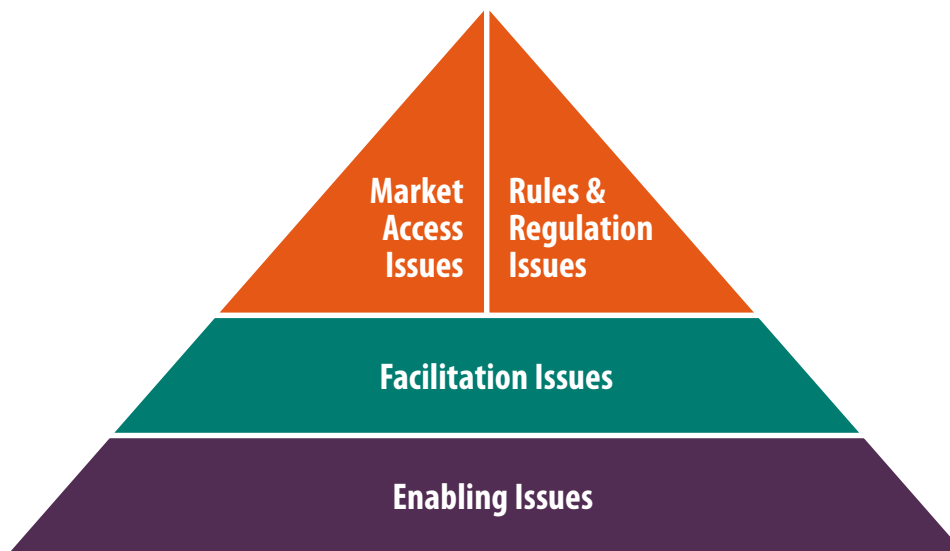 Market
Access
Issues
Rules &
Regulation
Issues
Facilitation Issues
Enabling Issues